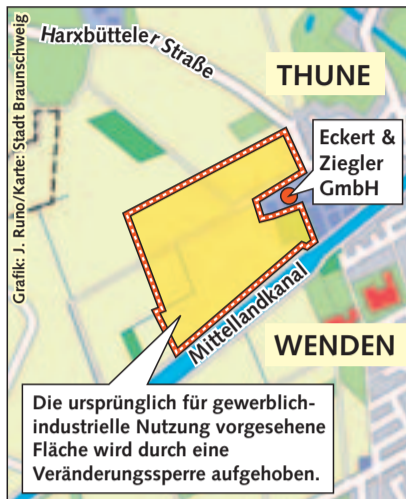 Grafik: J. Runo/Karte: Stadt Braunschweig
Harxbütteler Straße
THUNE
Eckert &
Ziegler
GmbH
Mittellandkanal
WENDEN
Die ursprünglich für gewerblich-
industrielle Nutzung vorgesehene
Fläche wird durch eine
Veränderungssperre aufgehoben.